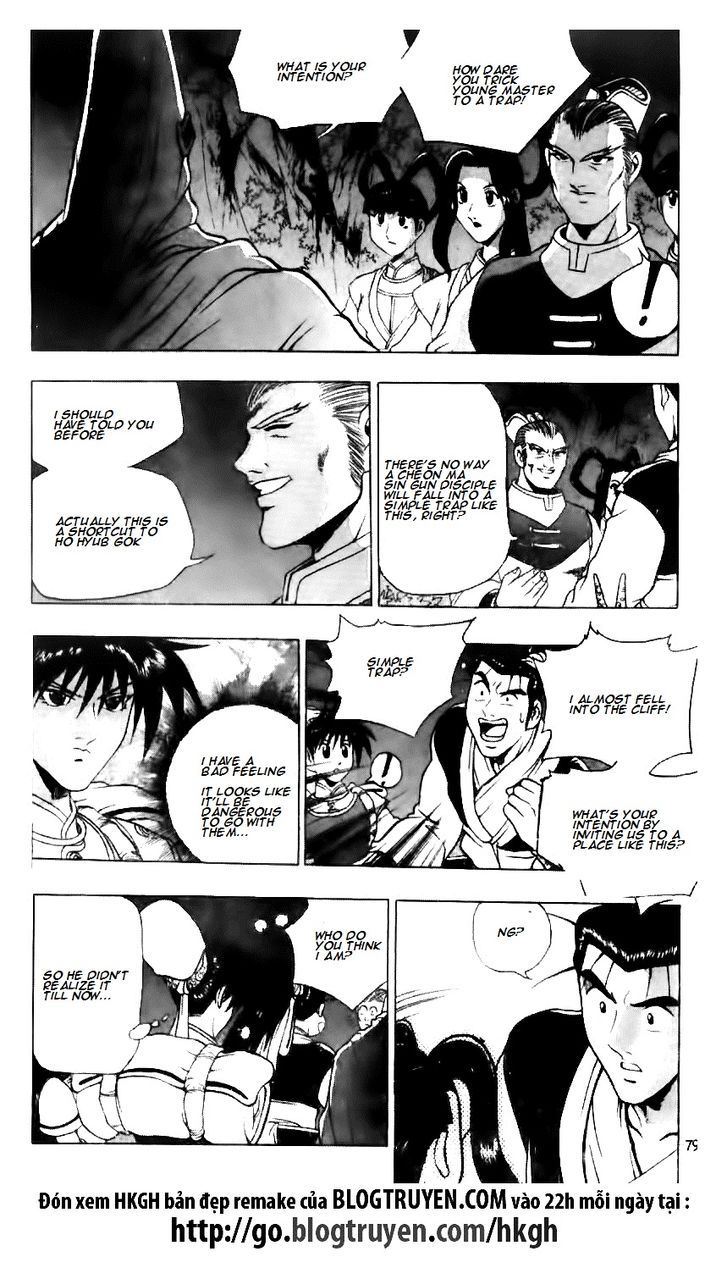 WHAT IS YOUR
INTENTION?
HOW DARE
YOU TRICK
YOUNG MASTER
TO A TRAP!
!
I SHOULD
HAVE TOLD YOU
BEFORE
ACTUALLY THIS IS
A SHORTCUT TO
HO HYUB GOK
THERE'S NO WAY
A CHEON MA
SIN GUN DISCIPLE
WILL FALL INTO A
SIMPLE TRAP LIKE
THIS, RIGHT?
I HAVE A
BAD FEELING
IT LOOKS LIKE
IT'LL BE
DANGEROUS
TO GO WITH
THEM...
SIMPLE
TRAP?
!
I ALMOST FELL
INTO THE CLIFF!
WHAT'S YOUR
INTENTION BY
INVITING US TO A
PLACE LIKE THIS?
SO HE DIDN'T
REALIZE IT
TILL NOW...
WHO DO
YOU THINK
I AM?
NG?
79
Đón xem HKGH bản đẹp remake của BLOGTRUYEN.COM vào 22h mỗi ngày tại :
http://go.blogtruyen.com/hkgh